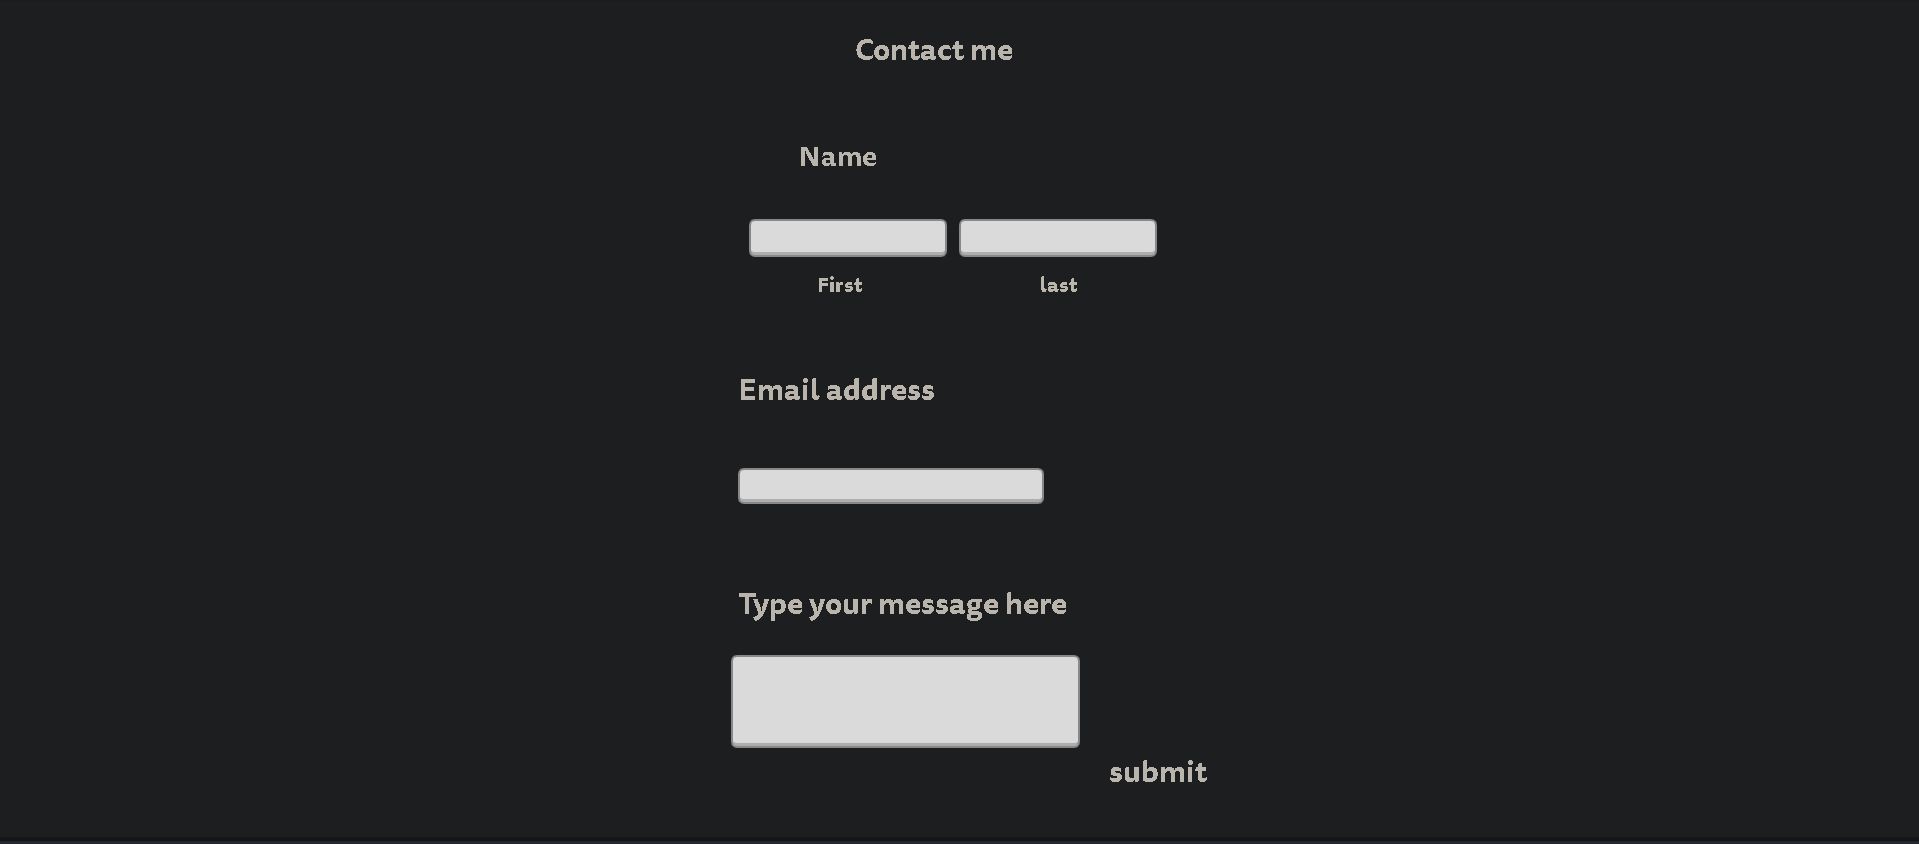 Contact me
Name
First last
Email address
Type your message here
submit